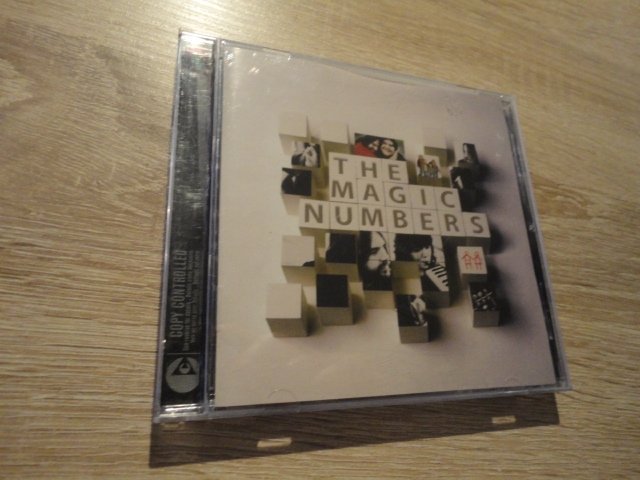 THE
MAGIC
NUMBERS
COPY CONTROLLED